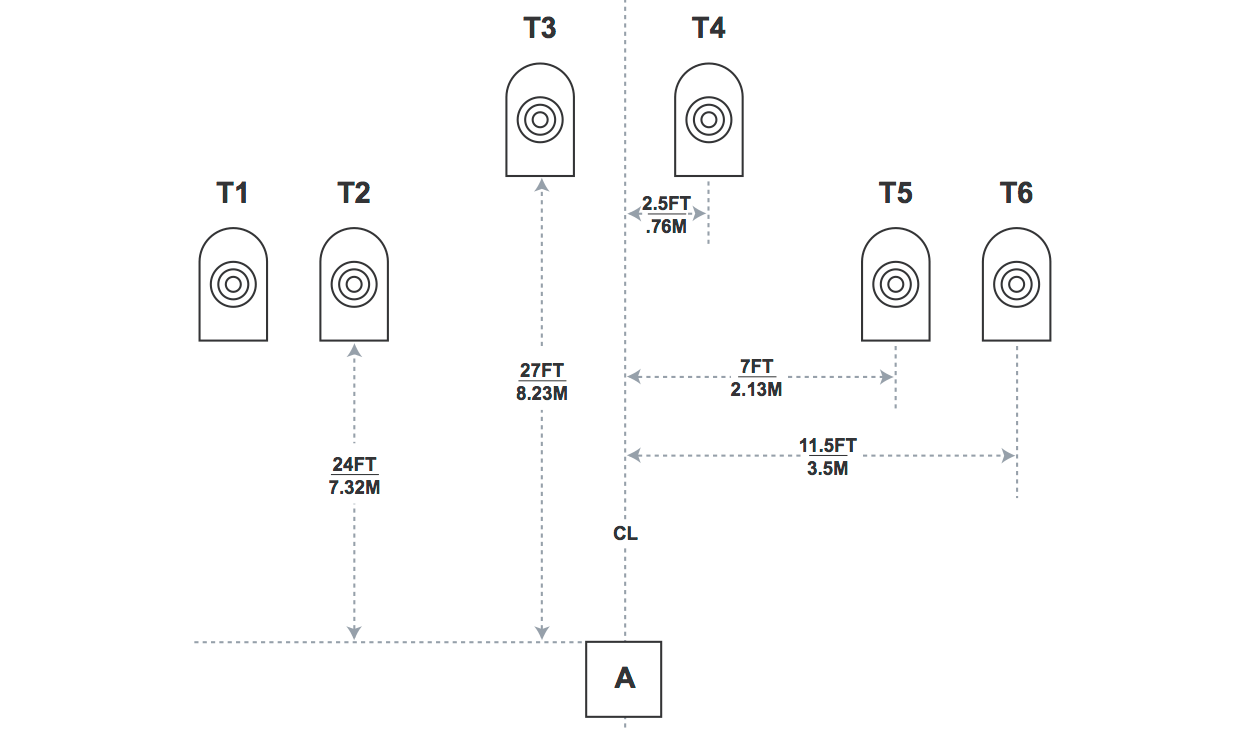 T3
T4
T1
T2
2.5FT
.76M
T5
T6
27FT
8.23M
7FT
2.13M
24FT
7.32M
11.5FT
3.5M
CL
A